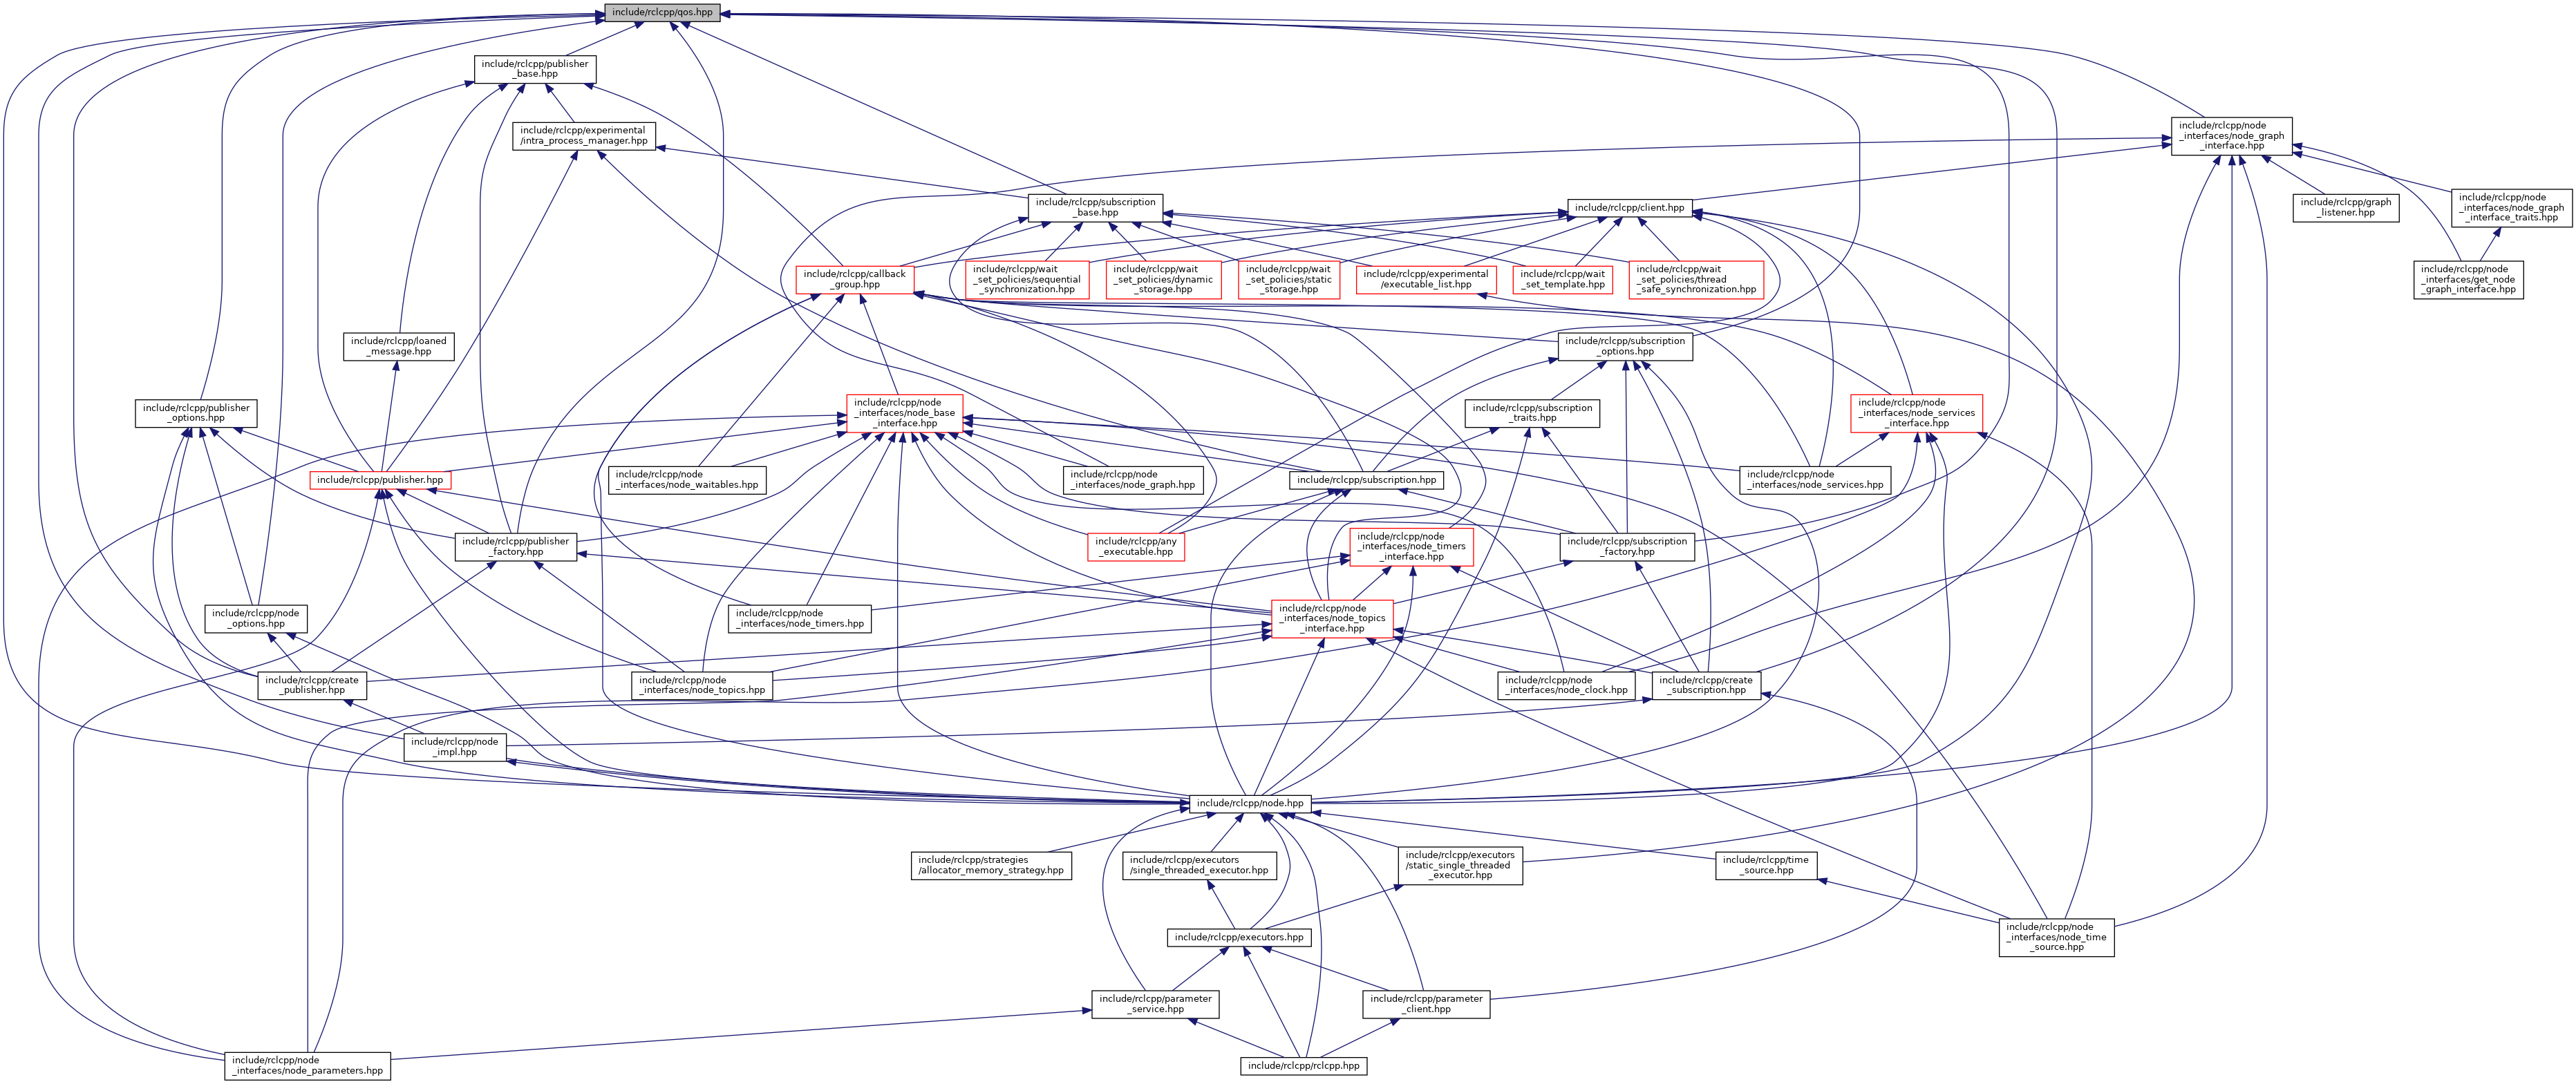 include/rclcpp/qos.hpp
include/rclcpp/publisher
_base.hpp
include/rclcpp/experimental
/intra_process_manager.hpp
include/rclcpp/node
_interfaces/node_graph
_interface.hpp
include/rclcpp/subscription
_base.hpp
include/rclcpp/client.hpp
include/rclcpp/graph
_listener.hpp
include/rclcpp/node
_interfaces/node_graph
_interface_traits.hpp
include/rclcpp/callback
_group.hpp
include/rclcpp/wait
_set_policies/sequential
_synchronization.hpp
include/rclcpp/wait
_set_policies/dynamic
_storage.hpp
include/rclcpp/wait
_set_policies/static
_storage.hpp
include/rclcpp/experimental
/executable_list.hpp
include/rclcpp/wait
_set_template.hpp
include/rclcpp/wait
_set_policies/thread
_safe_synchronization.hpp
include/rclcpp/node
_interfaces/get_node
_graph_interface.hpp
include/rclcpp/loaned
_message.hpp
include/rclcpp/subscription
_options.hpp
include/rclcpp/publisher
_options.hpp
include/rclcpp/node
_interfaces/node_base
_interface.hpp
include/rclcpp/subscription
_traits.hpp
include/rclcpp/node
_interfaces/node_services
_interface.hpp
include/rclcpp/publisher.hpp
include/rclcpp/node
_interfaces/node_waitables.hpp
include/rclcpp/node
_interfaces/node_graph.hpp
include/rclcpp/subscription.hpp
include/rclcpp/node
_interfaces/node_services.hpp
include/rclcpp/publisher
_factory.hpp
include/rclcpp/any
_executable.hpp
include/rclcpp/node
_interfaces/node_timers
_interface.hpp
include/rclcpp/subscription
_factory.hpp
include/rclcpp/node
_options.hpp
include/rclcpp/node
_interfaces/node_timers.hpp
include/rclcpp/node
_interfaces/node_topics
_interface.hpp
include/rclcpp/create
_publisher.hpp
include/rclcpp/node
_interfaces/node_topics.hpp
include/rclcpp/node
_interfaces/node_clock.hpp
include/rclcpp/create
_subscription.hpp
include/rclcpp/node
_impl.hpp
include/rclcpp/node.hpp
include/rclcpp/strategies
/allocator_memory_strategy.hpp
include/rclcpp/executors
/single_threaded_executor.hpp
include/rclcpp/executors
/static_single_threaded
_executor.hpp
include/rclcpp/time
_source.hpp
include/rclcpp/executors.hpp
include/rclcpp/node
_interfaces/node_time
_source.hpp
include/rclcpp/parameter
_service.hpp
include/rclcpp/parameter
_client.hpp
include/rclcpp/node
_interfaces/node_parameters.hpp
include/rclcpp/rclcpp.hpp